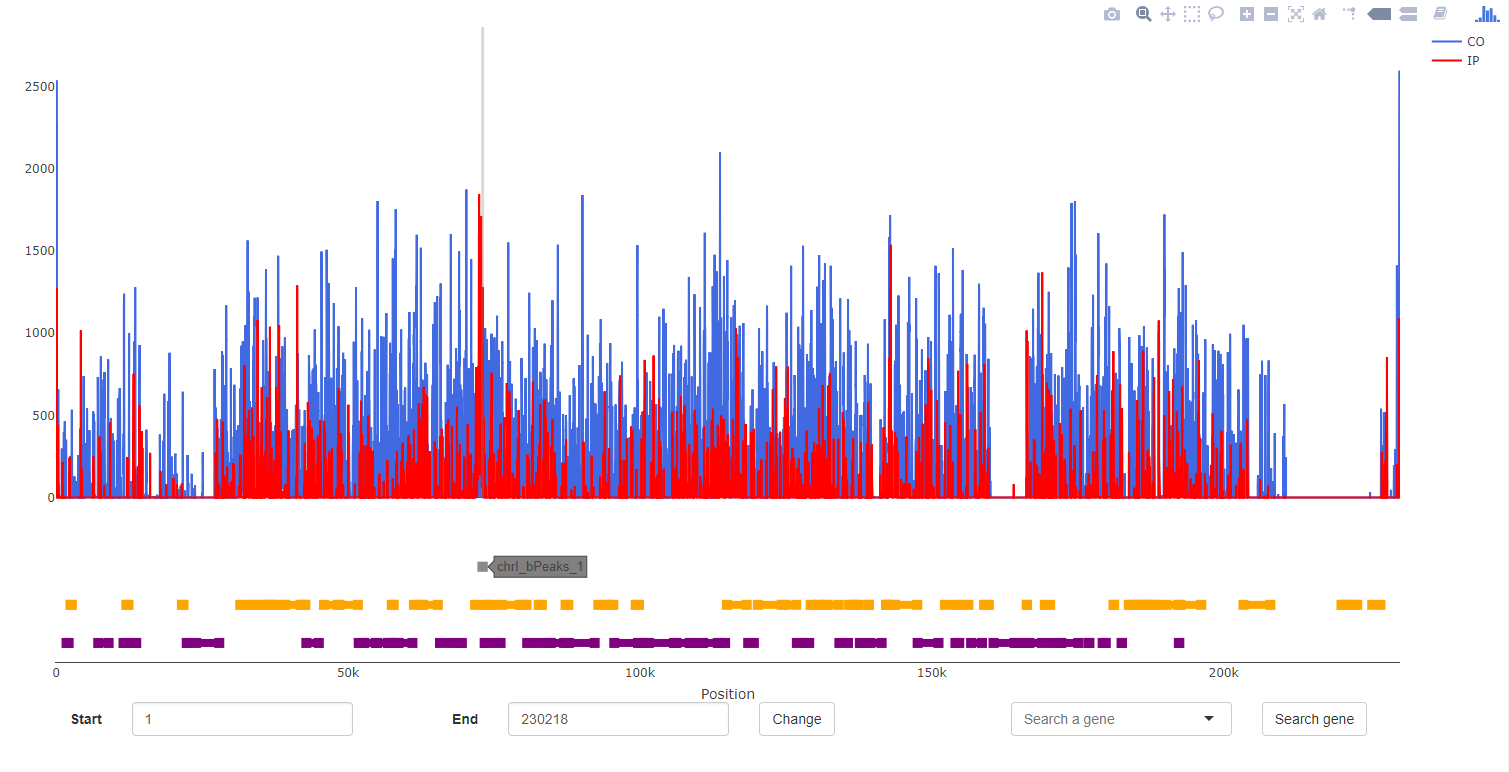 CO
IP
2500
2000
1500
1000
500
0
chrI_bPeaks_1
0
50k
100k
150k
200k
Position
Start
1
End
230218
Change
Search a gene
Search gene